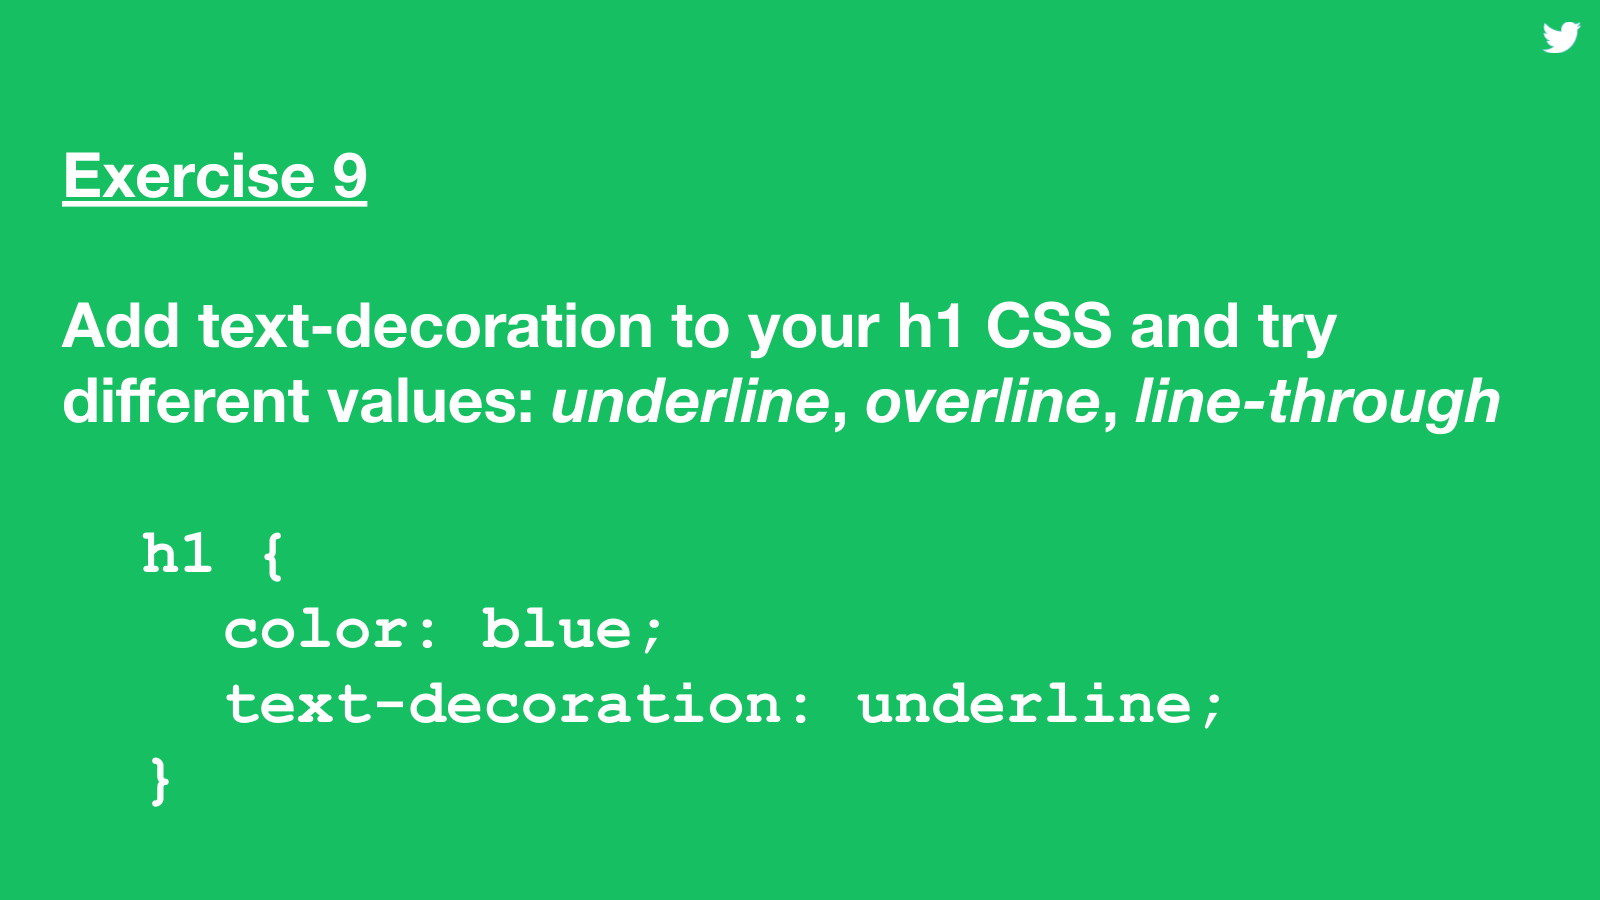 Exercise 9
Add text-decoration to your h1 CSS and try
different values: underline, overline, line-through
h1 {
color: blue;
text-decoration: underline;
}